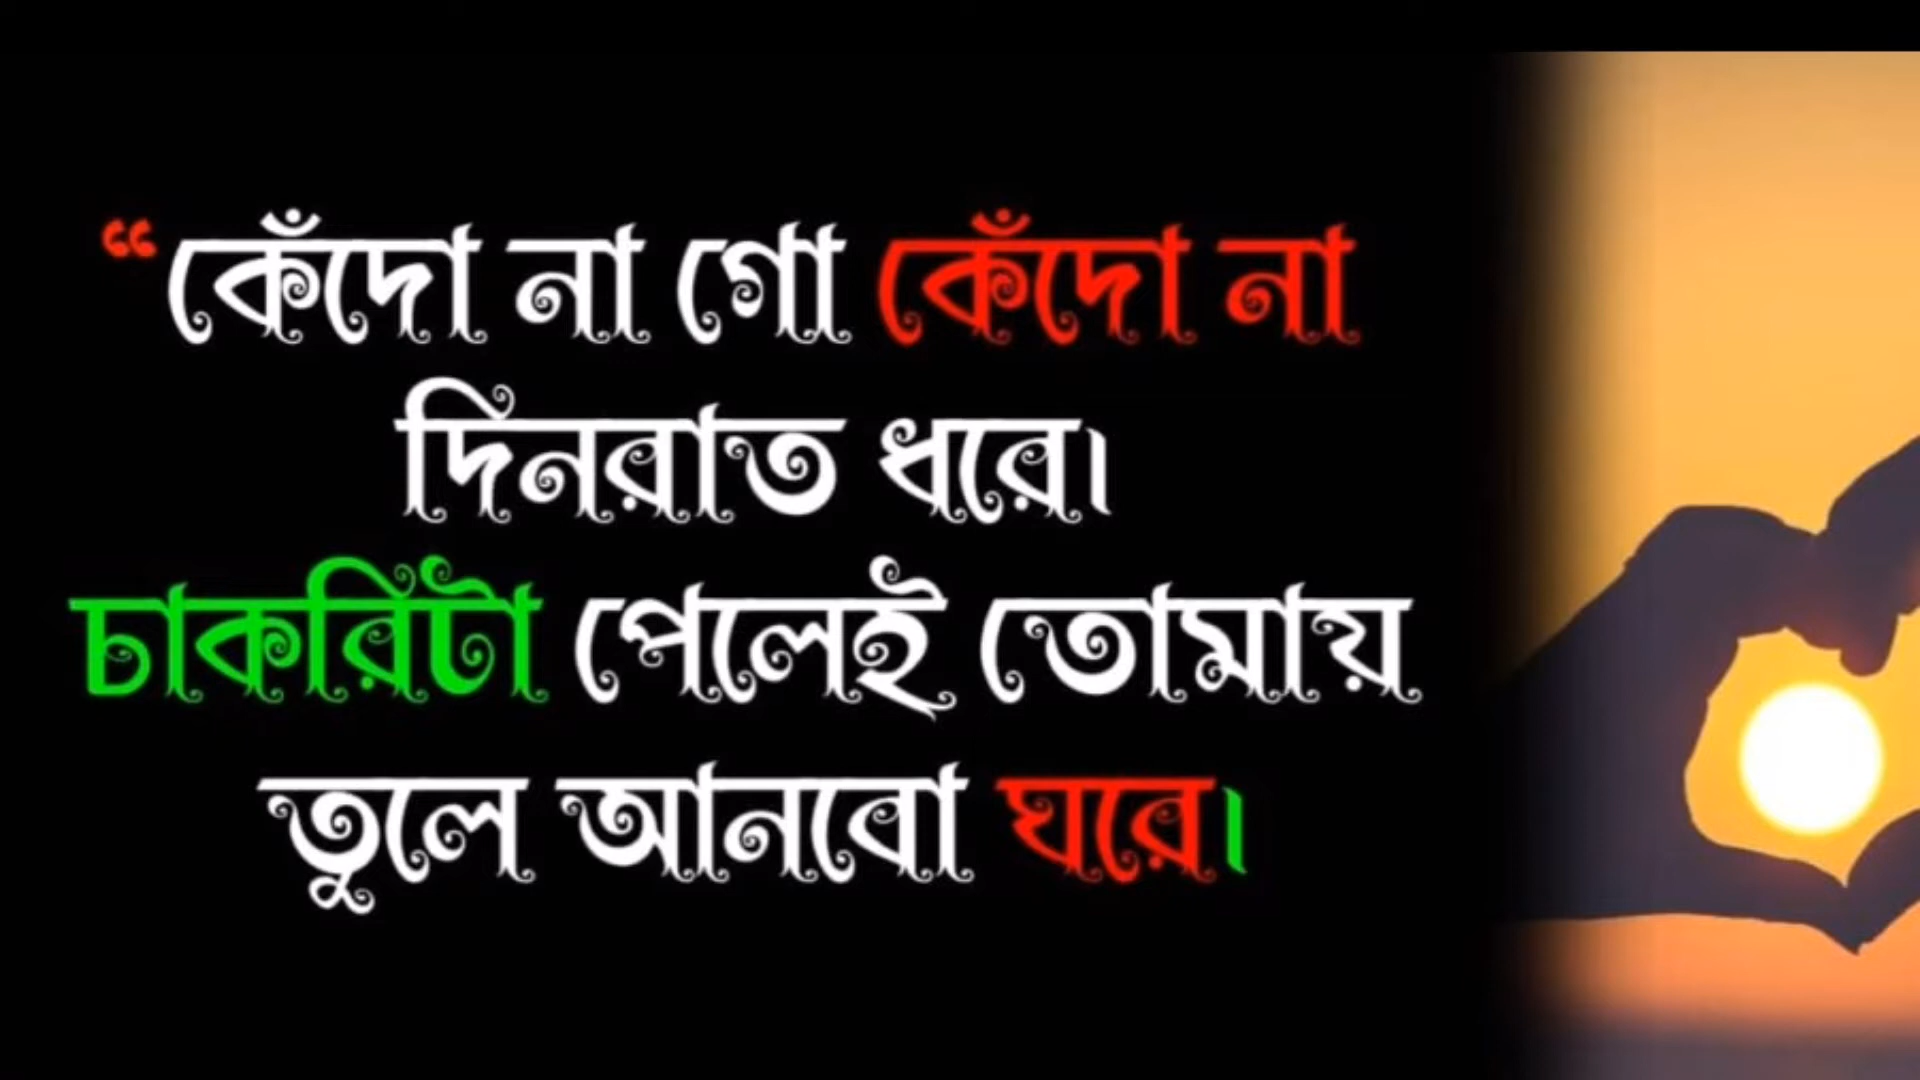 “কেঁদো না গো কেঁদো না
দিনরাত ধরে।
চাকরিটা পেলেই তোমায়
তুলে আনবো ঘরে।